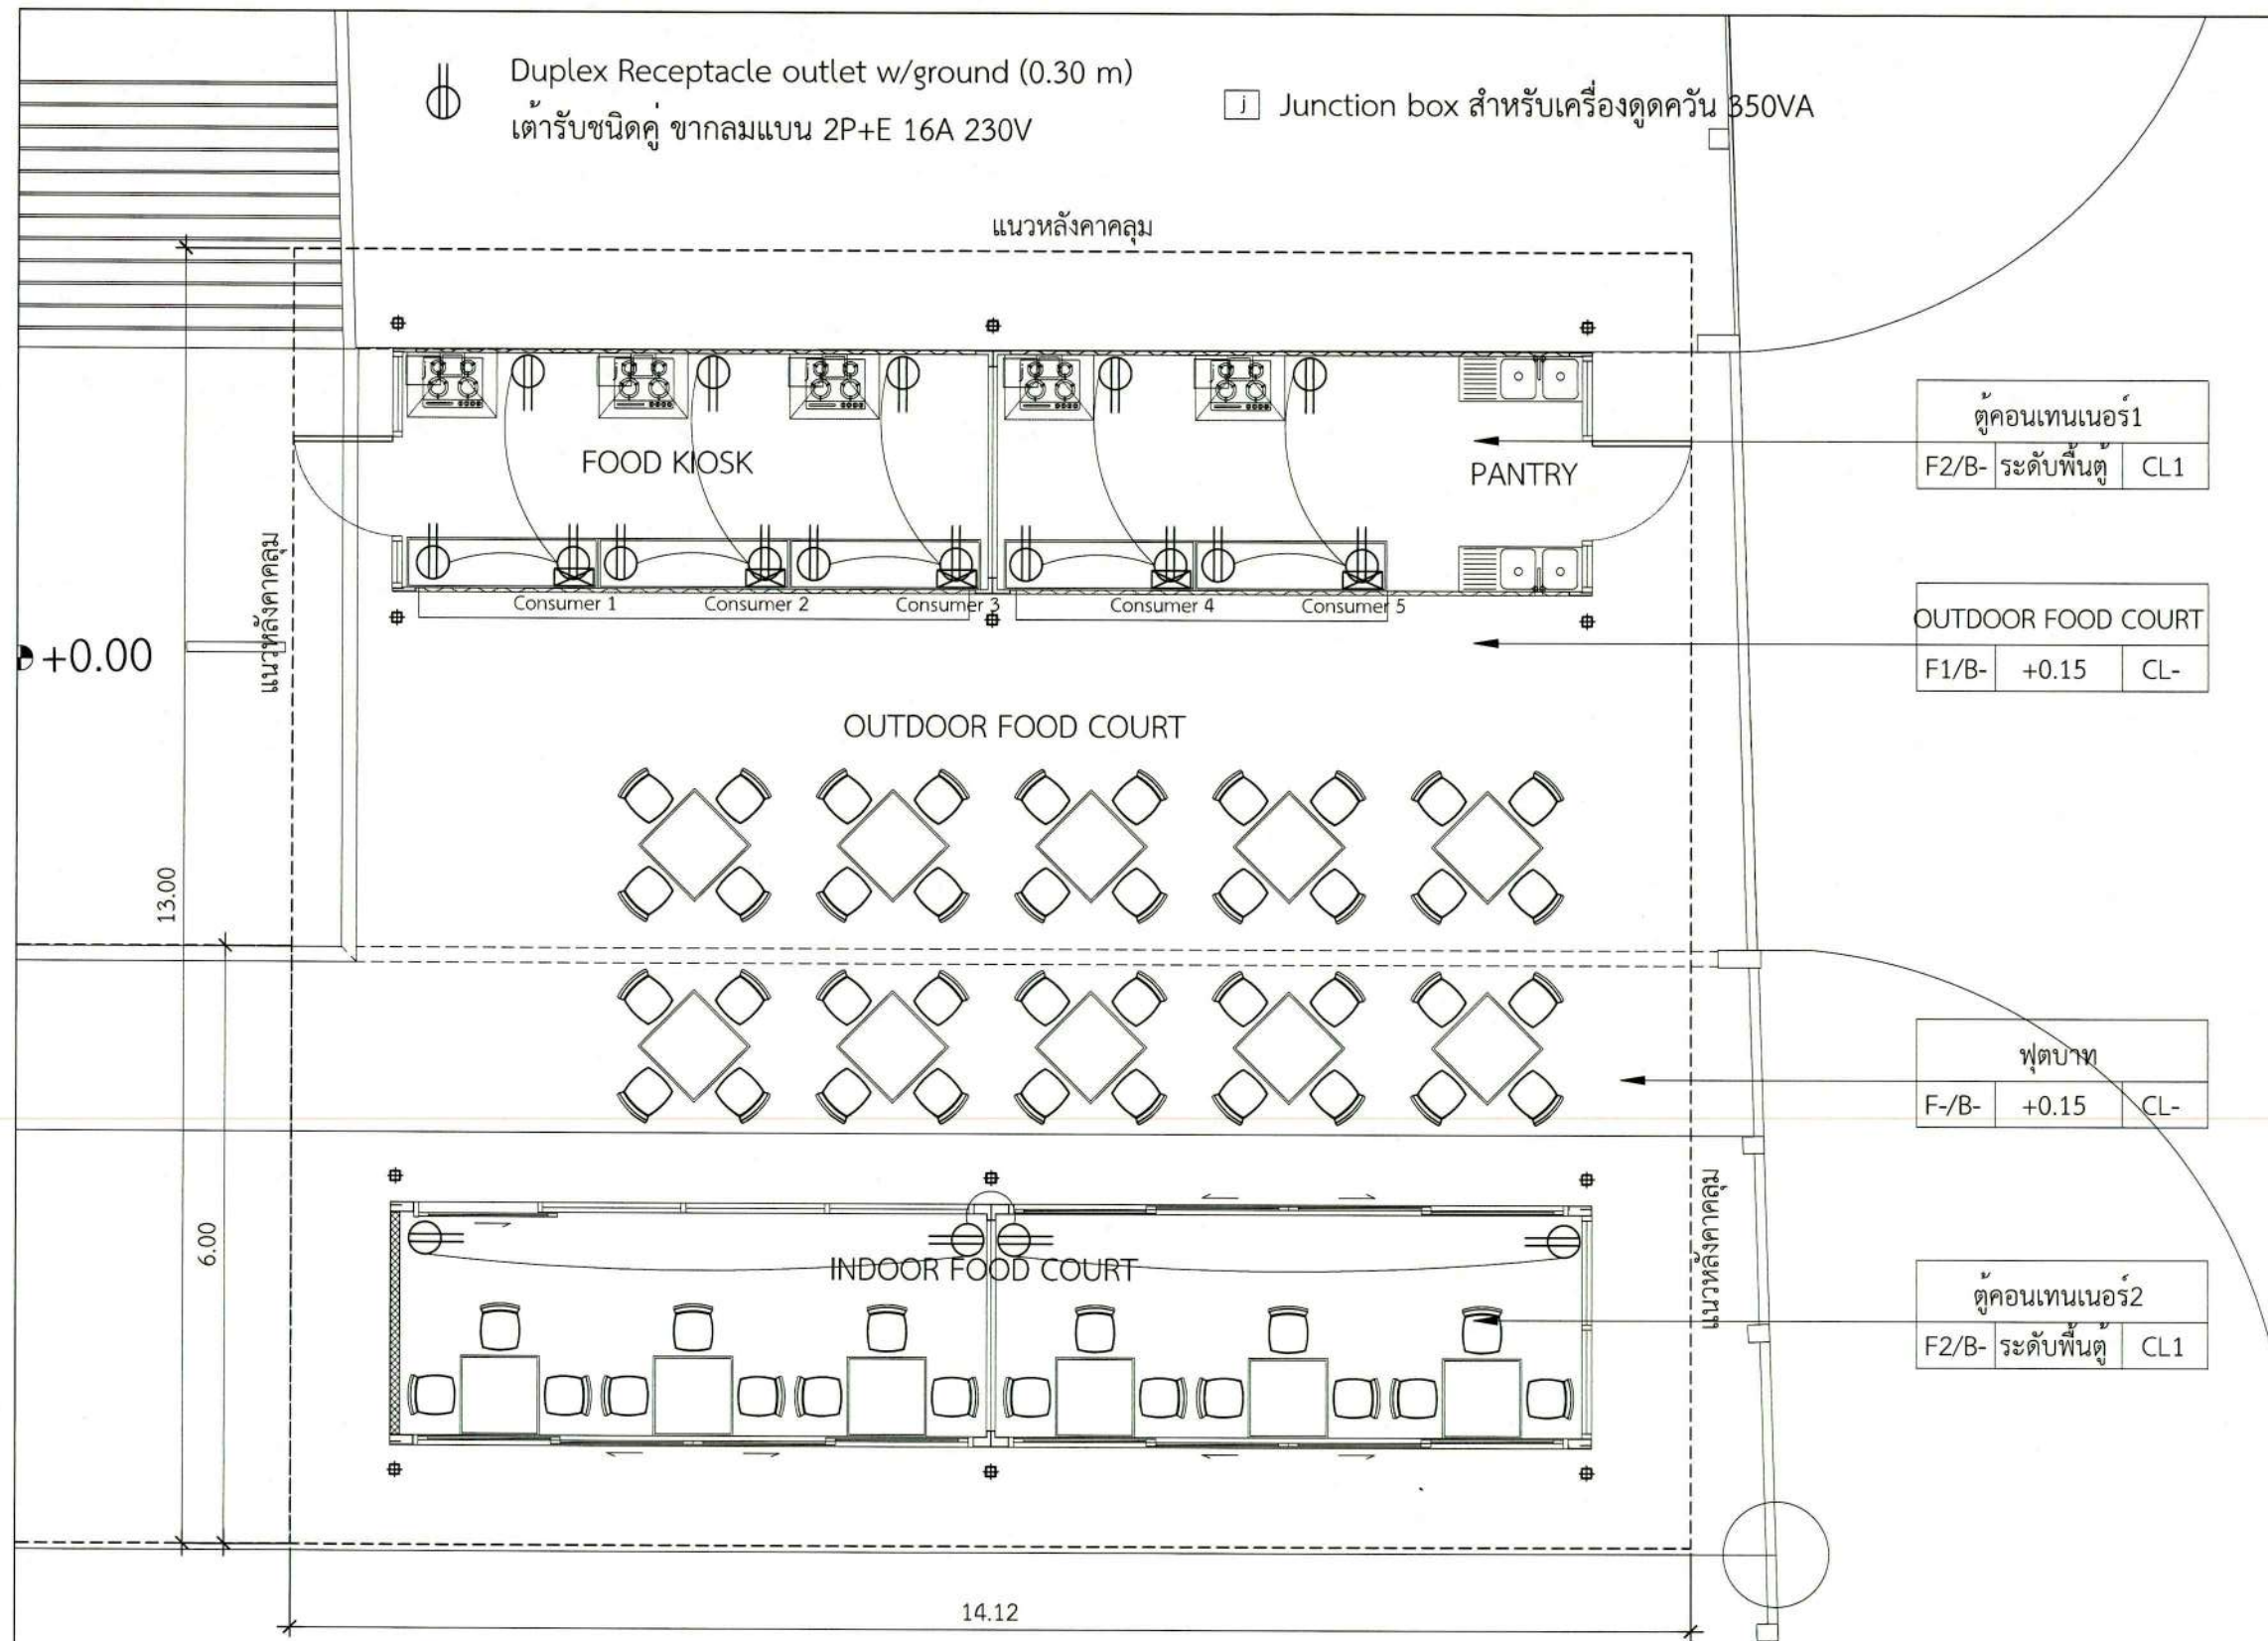 Duplex Receptacle outlet w/ground (0.30 m)
เต้ารับชนิดคู่ ขากลมแบน 2P+E 16A 230V
j Junction box สำหรับเครื่องดูดควัน 350VA
แนวหลังคาคลุม
FOOD KIOSK
PANTRY
ตู้คอนเทนเนอร์1
F2/B- ระดับพื้นตู้ CL1
Consumer 1
Consumer 2
Consumer 3
Consumer 4
Consumer 5
แนวหลังคาคลุม
+0.00
OUTDOOR FOOD COURT
F1/B- +0.15 CL-
OUTDOOR FOOD COURT
13.00
ฟุตบาท
F-/B- +0.15 CL-
6.00
แนวหลังคาคลุม
INDOOR FOOD COURT
ตู้คอนเทนเนอร์2
F2/B- ระดับพื้นตู้ CL1
14.12